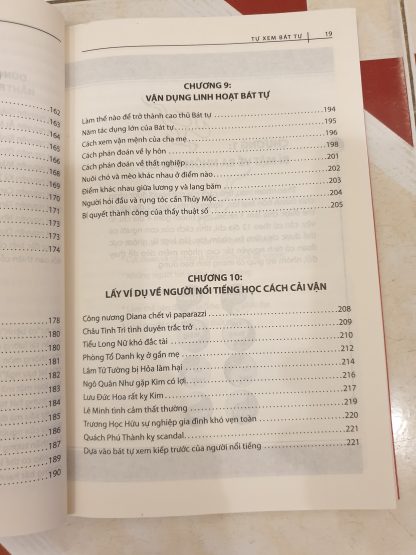 162
163
164
165
166
168
169
170
171
173
173
174
178
180
180
181
182
183
184
185
187
189
190
TỰ XEM BÁT TỰ | 19
CHƯƠNG 9:
VẬN DỤNG LINH HOẠT BÁT TỰ
Làm thế nào để trở thành cao thủ Bát tự 194
Năm tác dụng lớn của Bát tự 195
Cách xem vận mệnh của cha mẹ 196
Cách phán đoán về ly hôn 198
Cách phán đoán về thất nghiệp 201
Nuôi chó và mèo khác nhau ở điểm nào 202
Điểm khác nhau giữa lương y và lang băm 203
Người hói đầu và rụng tóc cần Thủy Mộc 204
Bí quyết thành công của thầy thuật số 205
CHƯƠNG 10:
LẤY VÍ DỤ VỀ NGƯỜI NỔI TIẾNG HỌC CÁCH CẢI VẬN
Công nương Diana chết vì paparazzi 208
Châu Tinh Trì tình duyên trắc trở 209
Tiểu Long Nữ khó đắc tài 210
Phòng Tổ Danh kỵ ở gần mẹ 212
Lâm Tử Tường bị Hỏa làm hại 214
Ngô Quân Như gặp Kim có lợi 216
Lưu Đức Hoa rất kỵ Kim 217
Lê Minh tình cảm thất thường 219
Trương Học Hữu sự nghiệp gia đình khó vẹn toàn 220
Quách Phú Thành kỵ scandal 221
Dựa vào bát tự xem kiếp trước của người nổi tiếng 221